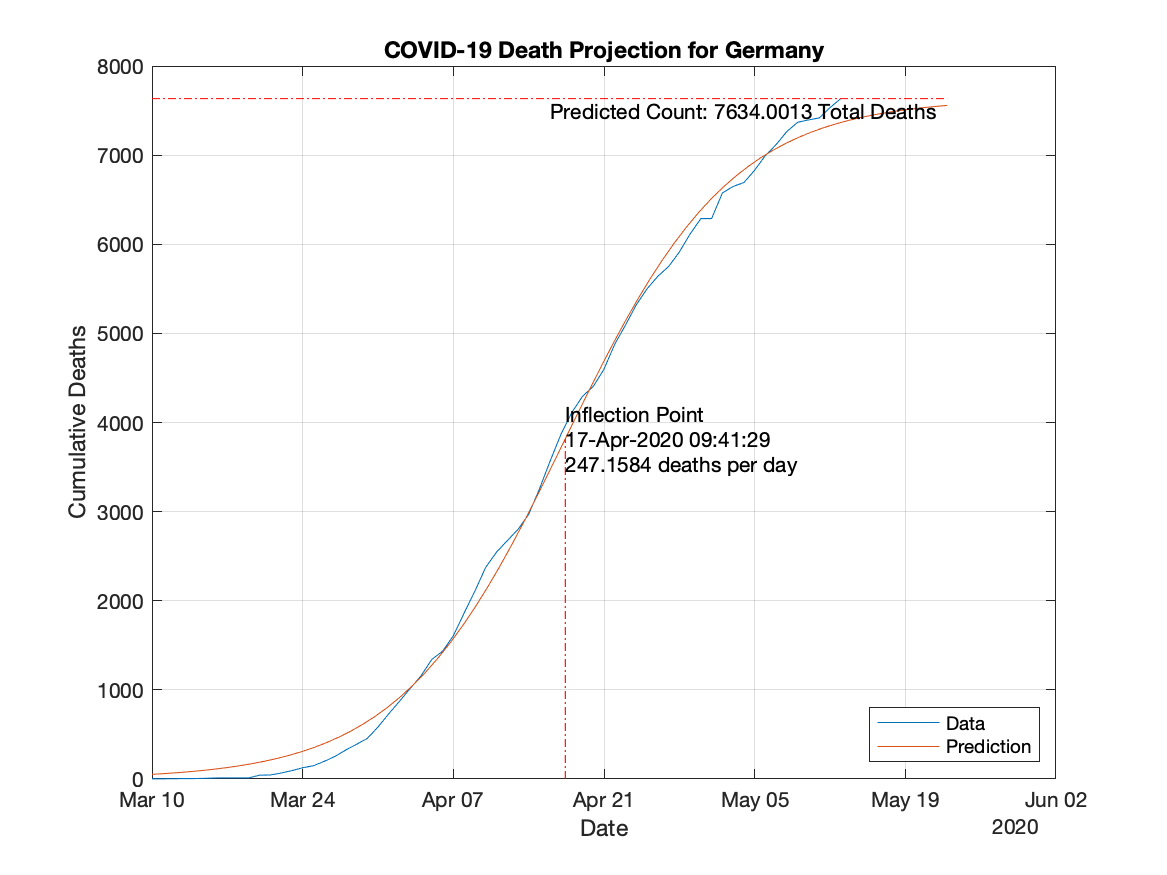 COVID-19 Death Projection for Germany
8000
Predicted Count: 7634.0013 Total Deaths
7000
6000
5000
Inflection Point
4000
17-Apr-2020 09:41:29
247.1584 deaths per day
Cumulative Deaths
3000
2000
1000
Data
Prediction
0
Mar 10 Mar 24 Apr 07 Apr 21 May 05 May 19 Jun 02
Date
2020